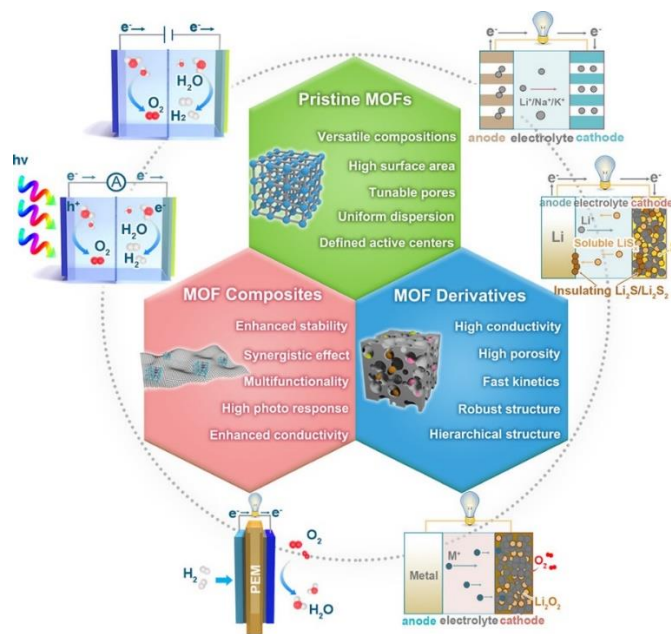 e⁻→
e⁻→
H₂O
O₂
H₂
hν
e⁻→
A
e⁻→
h⁺
e⁻
H₂O
O₂
H₂
Pristine MOFs
Versatile compositions
High surface area
Tunable pores
Uniform dispersion
Defined active centers
MOF Composites
Enhanced stability
Synergistic effect
Multifunctionality
High photo response
Enhanced conductivity
MOF Derivatives
High conductivity
High porosity
Fast kinetics
Robust structure
Hierarchical structure
e⁻
e⁻
Li⁺/Na⁺/K⁺
anode electrolyte cathode
e⁻
e⁻
anode electrolyte cathode
Li
Li⁺
Soluble LiS
Insulating Li₂S/Li₂S₂
e⁻→
e⁻→
PEM
O₂
H₂
H₂O
Metal
M⁺
O₂
Li₂O₂
anode electrolyte cathode